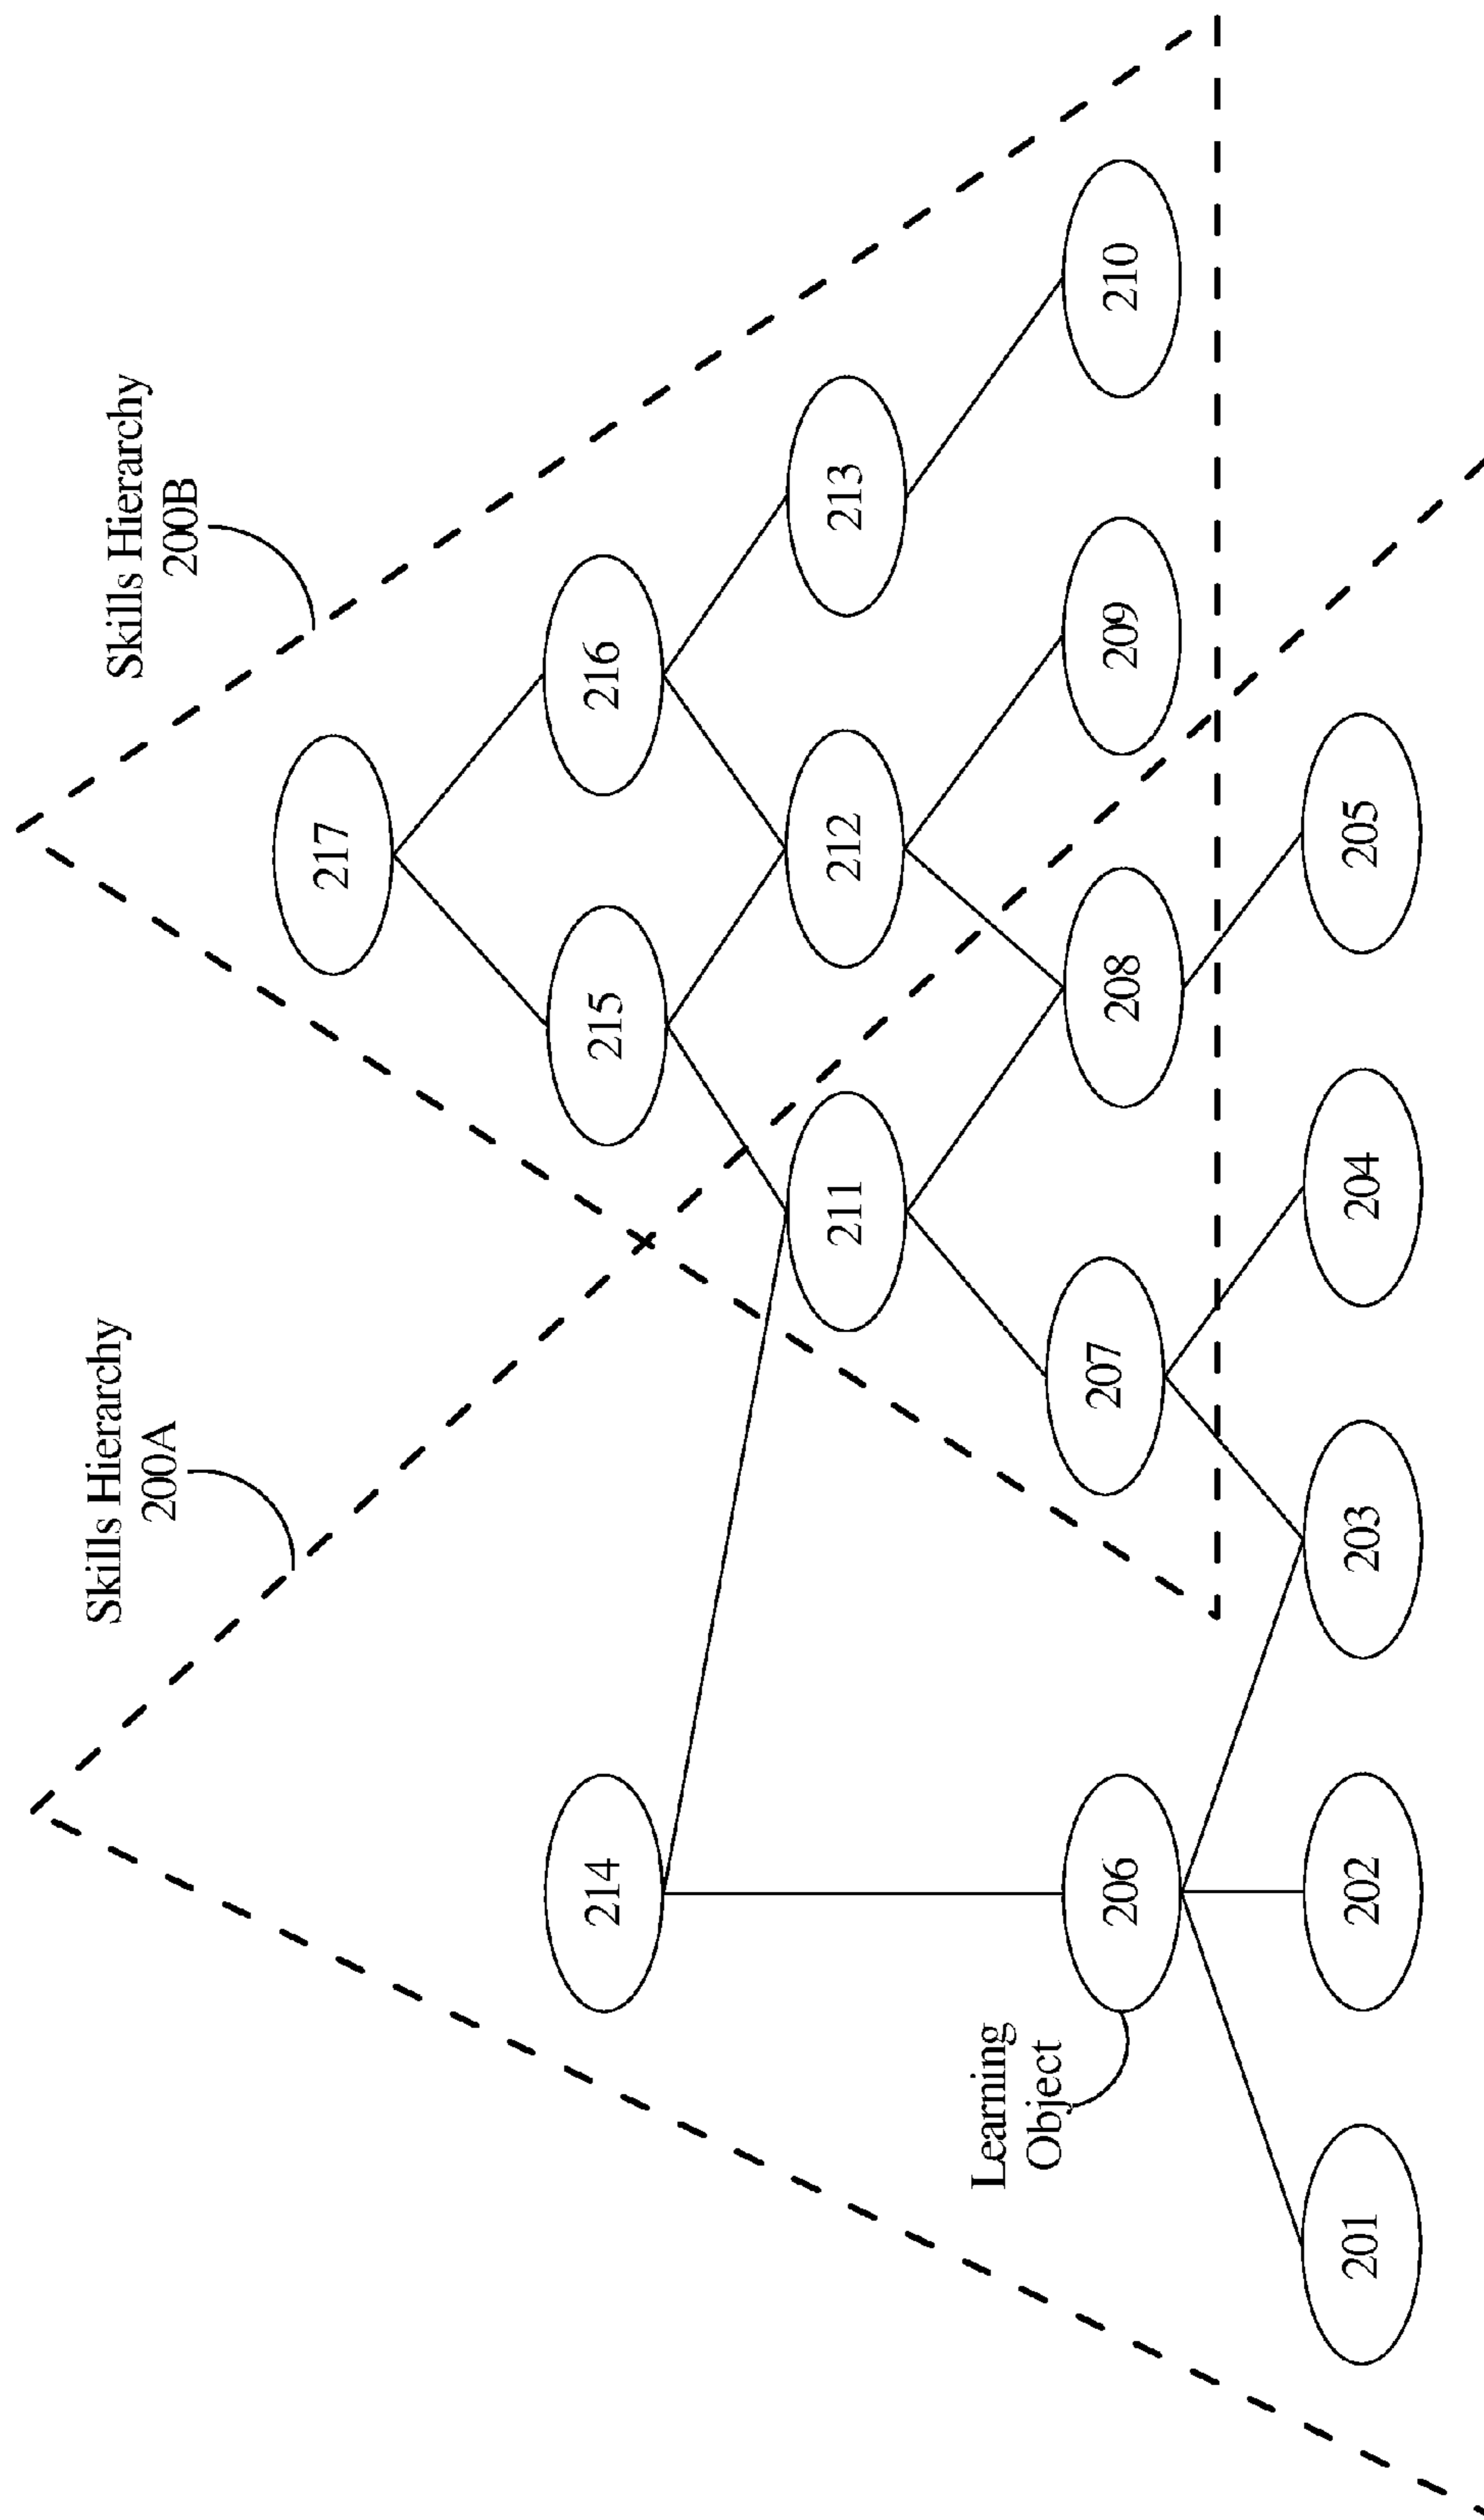 Skills Hierarchy
200A
Skills Hierarchy
200B
217
214
215
216
211
212
213
Learning
Object
206
207
208
209
210
201
202
203
204
205